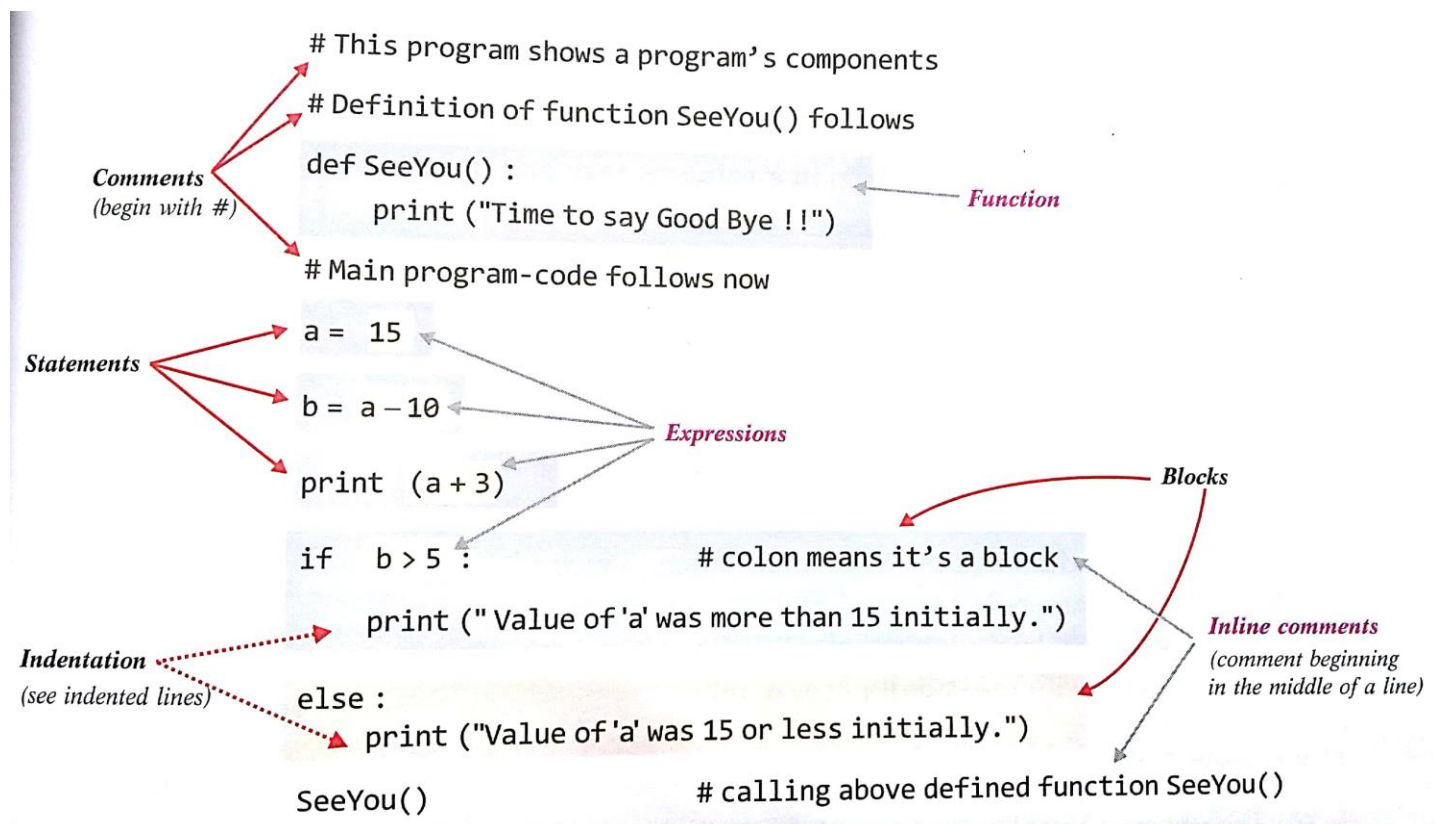 # This program shows a program's components
# Definition of function SeeYou() follows
def SeeYou() :
Comments
(begin with #)
print ("Time to say Good Bye !!")
Function
# Main program-code follows now
a = 15
Statements
b = a – 10
Expressions
print (a + 3)
Blocks
if b > 5 : # colon means it's a block
print (" Value of 'a' was more than 15 initially.")
Inline comments
(comment beginning
in the middle of a line)
Indentation
(see indented lines)
else :
print ("Value of 'a' was 15 or less initially.")
SeeYou() # calling above defined function SeeYou()